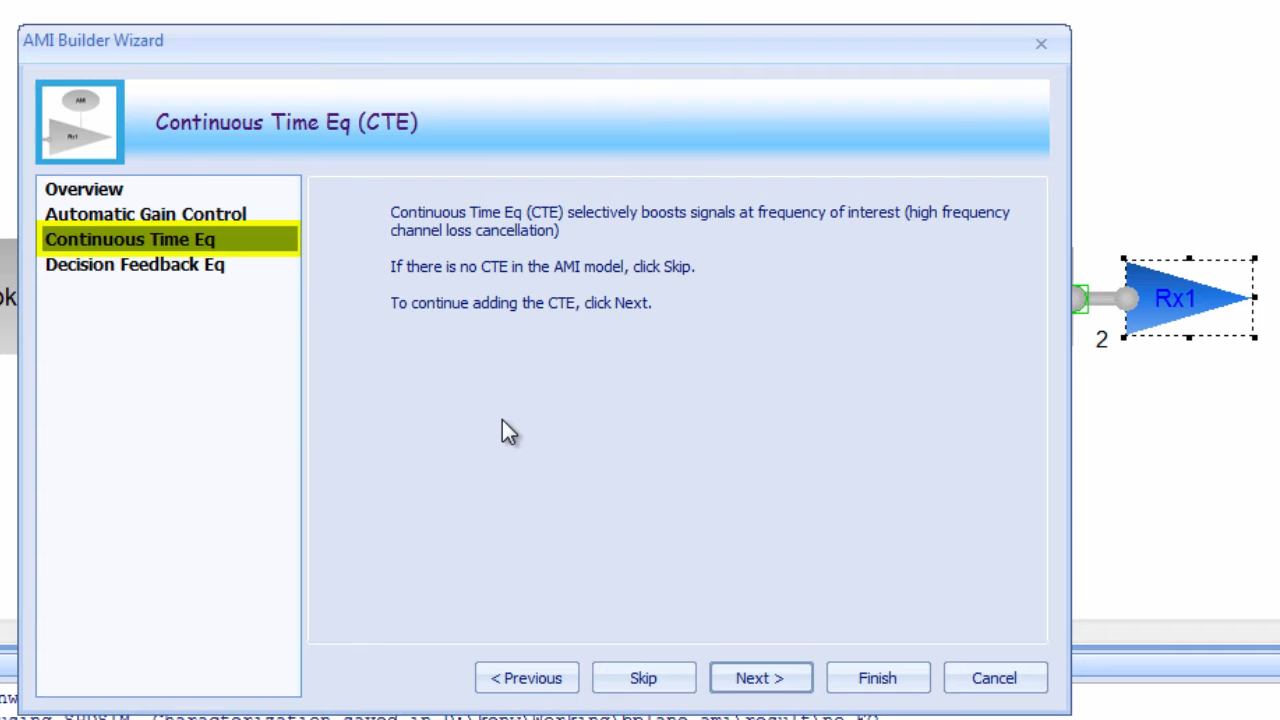 AMI Builder Wizard
AMI
Rx1
Continuous Time Eq (CTE)
Overview
Automatic Gain Control
Continuous Time Eq
Decision Feedback Eq
Continuous Time Eq (CTE) selectively boosts signals at frequency of interest (high frequency
channel loss cancellation)
If there is no CTE in the AMI model, click Skip.
To continue adding the CTE, click Next.
Rx1
2
< Previous
Skip
Next >
Finish
Cancel